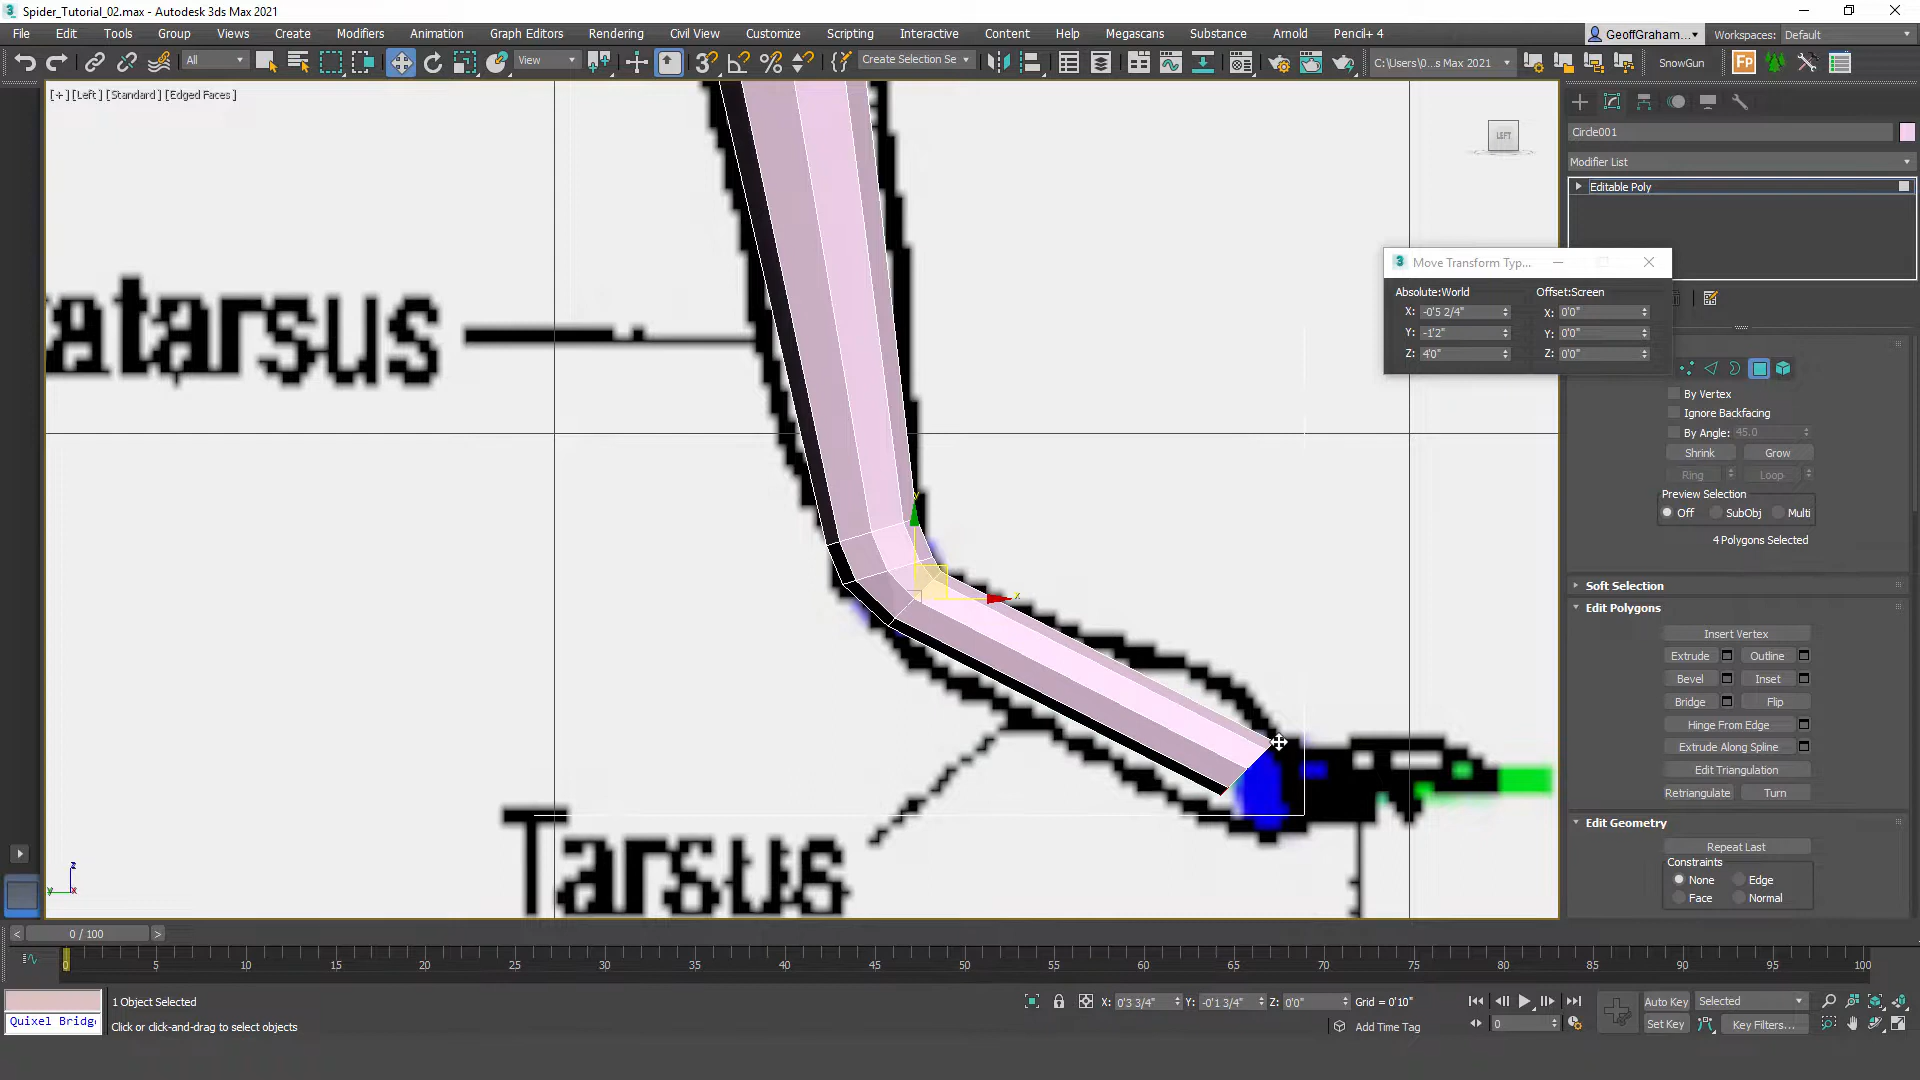 Spider_Tutorial_02.max - Autodesk 3ds Max 2021
File Edit Tools Group Views Create Modifiers Animation Graph Editors Rendering Civil View Customize Scripting Interactive Content Help Megascans Substance Arnold Pencil+ 4 GeoffGraham... Workspaces: Default
All View Create Selection Se C:\Users\0...s Max 2021 SnowGun
[+] [Left] [Standard] [Edged Faces]
LEFT
Circle001
Modifier List
Editable Poly
Move Transform Typ...
Absolute:World Offset:Screen
X: -0'5 2/4" X: 0'0"
Y: -1'2" Y: 0'0"
Z: 4'0" Z: 0'0"
atarsus
By Vertex
Ignore Backfacing
By Angle: 45.0
Shrink Grow
Ring Loop
Preview Selection
Off SubObj Multi
4 Polygons Selected
Soft Selection
Edit Polygons
Insert Vertex
Extrude Outline
Bevel Inset
Bridge Flip
Hinge From Edge
Extrude Along Spline
Edit Triangulation
Retriangulate Turn
Edit Geometry
Repeat Last
Constraints
None Edge
Face Normal
y
x
Tarsus
z
y x
< 0 / 100 >
0 5 10 15 20 25 30 35 40 45 50 55 60 65 70 75 80 85 90 95 100
1 Object Selected X: 0'3 3/4" Y: -0'1 3/4" Z: 0'0" Grid = 0'10" Auto Key Selected
Quixel Bridg Click or click-and-drag to select objects Add Time Tag 0 Set Key Key Filters...